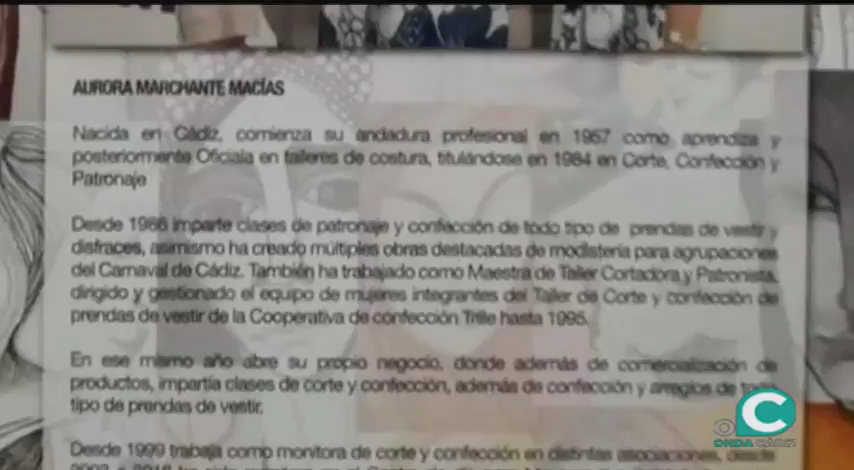 AURORA MARCHANTE MACÍAS
Nacida en Cádiz, comienza su andadura profesional en 1967 como aprendiza y
posteriormente Oficiala en talleres de costura, titulándose en 1984 en Corte, Confección y
Patronaje
Desde 1986 imparte clases de patronaje y confección de todo tipo de prendas de vestir y
disfraces, asimismo ha creado múltiples obras destacadas de modistería para agrupaciones
del Carnaval de Cádiz. También ha trabajado como Maestra de Taller Cortadora y Patronista,
dirigido y gestionado el equipo de mujeres integrantes del Taller de Corte y confección de
prendas de vestir de la Cooperativa de confección Trille hasta 1995.
En ese mismo año abre su propio negocio, donde además de comercialización de
productos, impartía clases de corte y confección, además de confección y arreglos de todo
tipo de prendas de vestir.
Desde 1999 trabaja como monitora de corte y confección en distintas asociaciones, desde
C
ONDA CÁDIZ